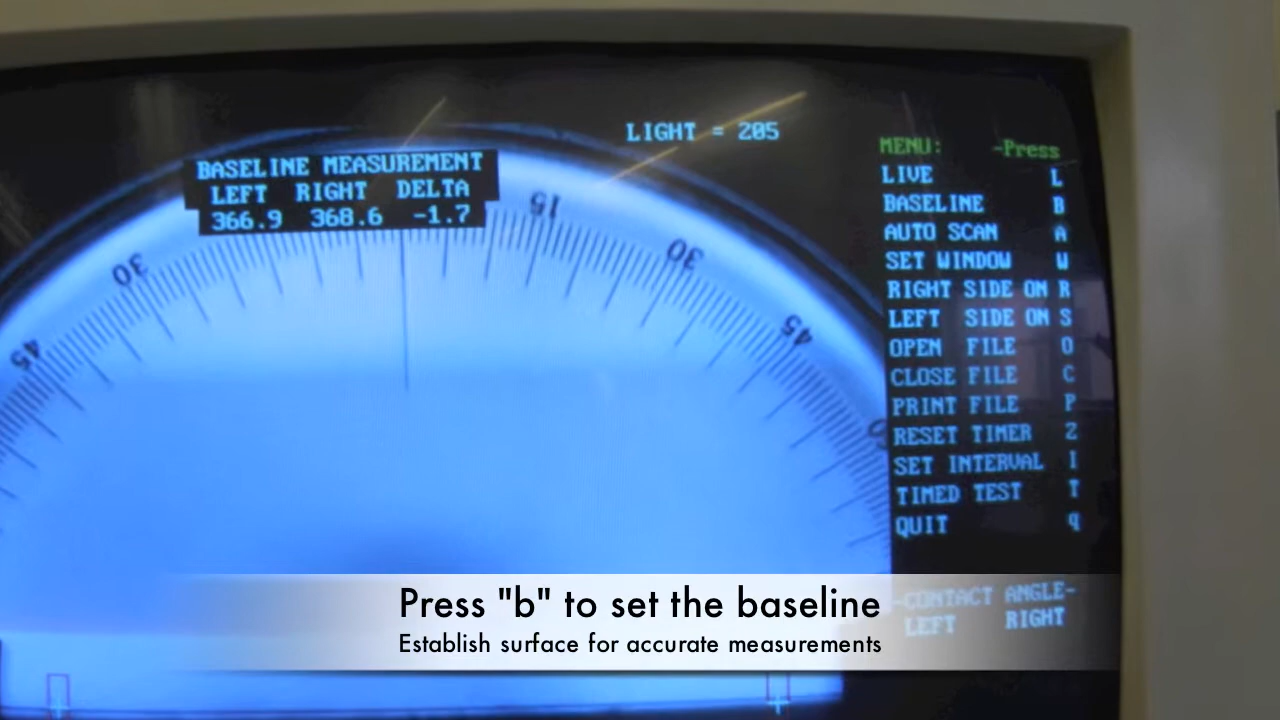 LIGHT = 205
BASELINE MEASUREMENT
LEFT RIGHT DELTA
366.9 368.6 -1.7
15
30
30
45
45
MENU: -Press
LIVE L
BASELINE B
AUTO SCAN A
SET WINDOW W
RIGHT SIDE ON R
LEFT SIDE ON S
OPEN FILE O
CLOSE FILE C
PRINT FILE P
RESET TIMER Z
SET INTERVAL I
TIMED TEST T
QUIT q
-CONTACT ANGLE-
LEFT RIGHT
Press "b" to set the baseline
Establish surface for accurate measurements